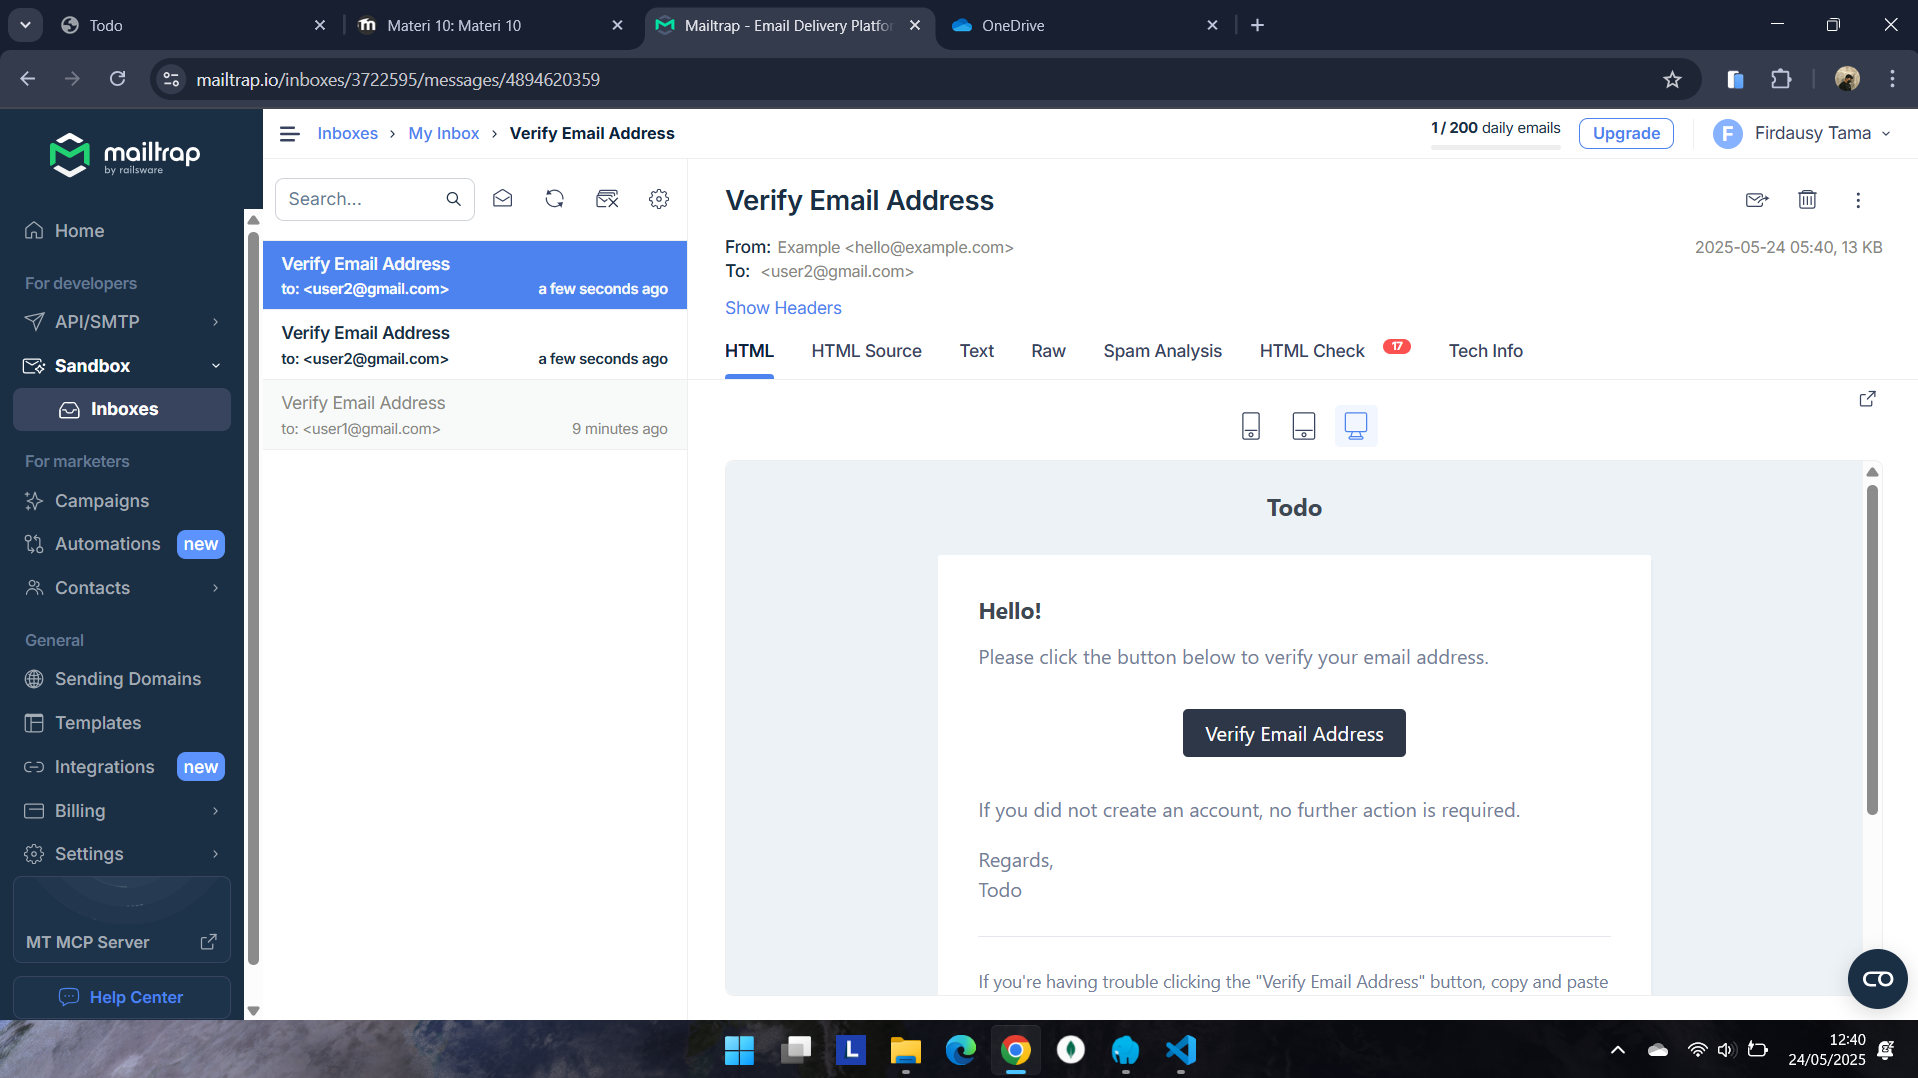 Todo
Materi 10: Materi 10
Mailtrap - Email Delivery Platfo
OneDrive
mailtrap.io/inboxes/3722595/messages/4894620359
mailtrap
by railsware
Inboxes › My Inbox › Verify Email Address
1 / 200 daily emails
Upgrade
F
Firdausy Tama
Home
For developers
API/SMTP
Sandbox
Inboxes
For marketers
Campaigns
Automations new
Contacts
General
Sending Domains
Templates
Integrations new
Billing
Settings
MT MCP Server
Help Center
Search...
Verify Email Address
to: <user2@gmail.com> a few seconds ago
Verify Email Address
to: <user2@gmail.com> a few seconds ago
Verify Email Address
to: <user1@gmail.com> 9 minutes ago
Verify Email Address
From: Example <hello@example.com>
2025-05-24 05:40, 13 KB
To: <user2@gmail.com>
Show Headers
HTML HTML Source Text Raw Spam Analysis HTML Check 17 Tech Info
Todo
Hello!
Please click the button below to verify your email address.
Verify Email Address
If you did not create an account, no further action is required.
Regards,
Todo
If you're having trouble clicking the "Verify Email Address" button, copy and paste
L
12:40
24/05/2025